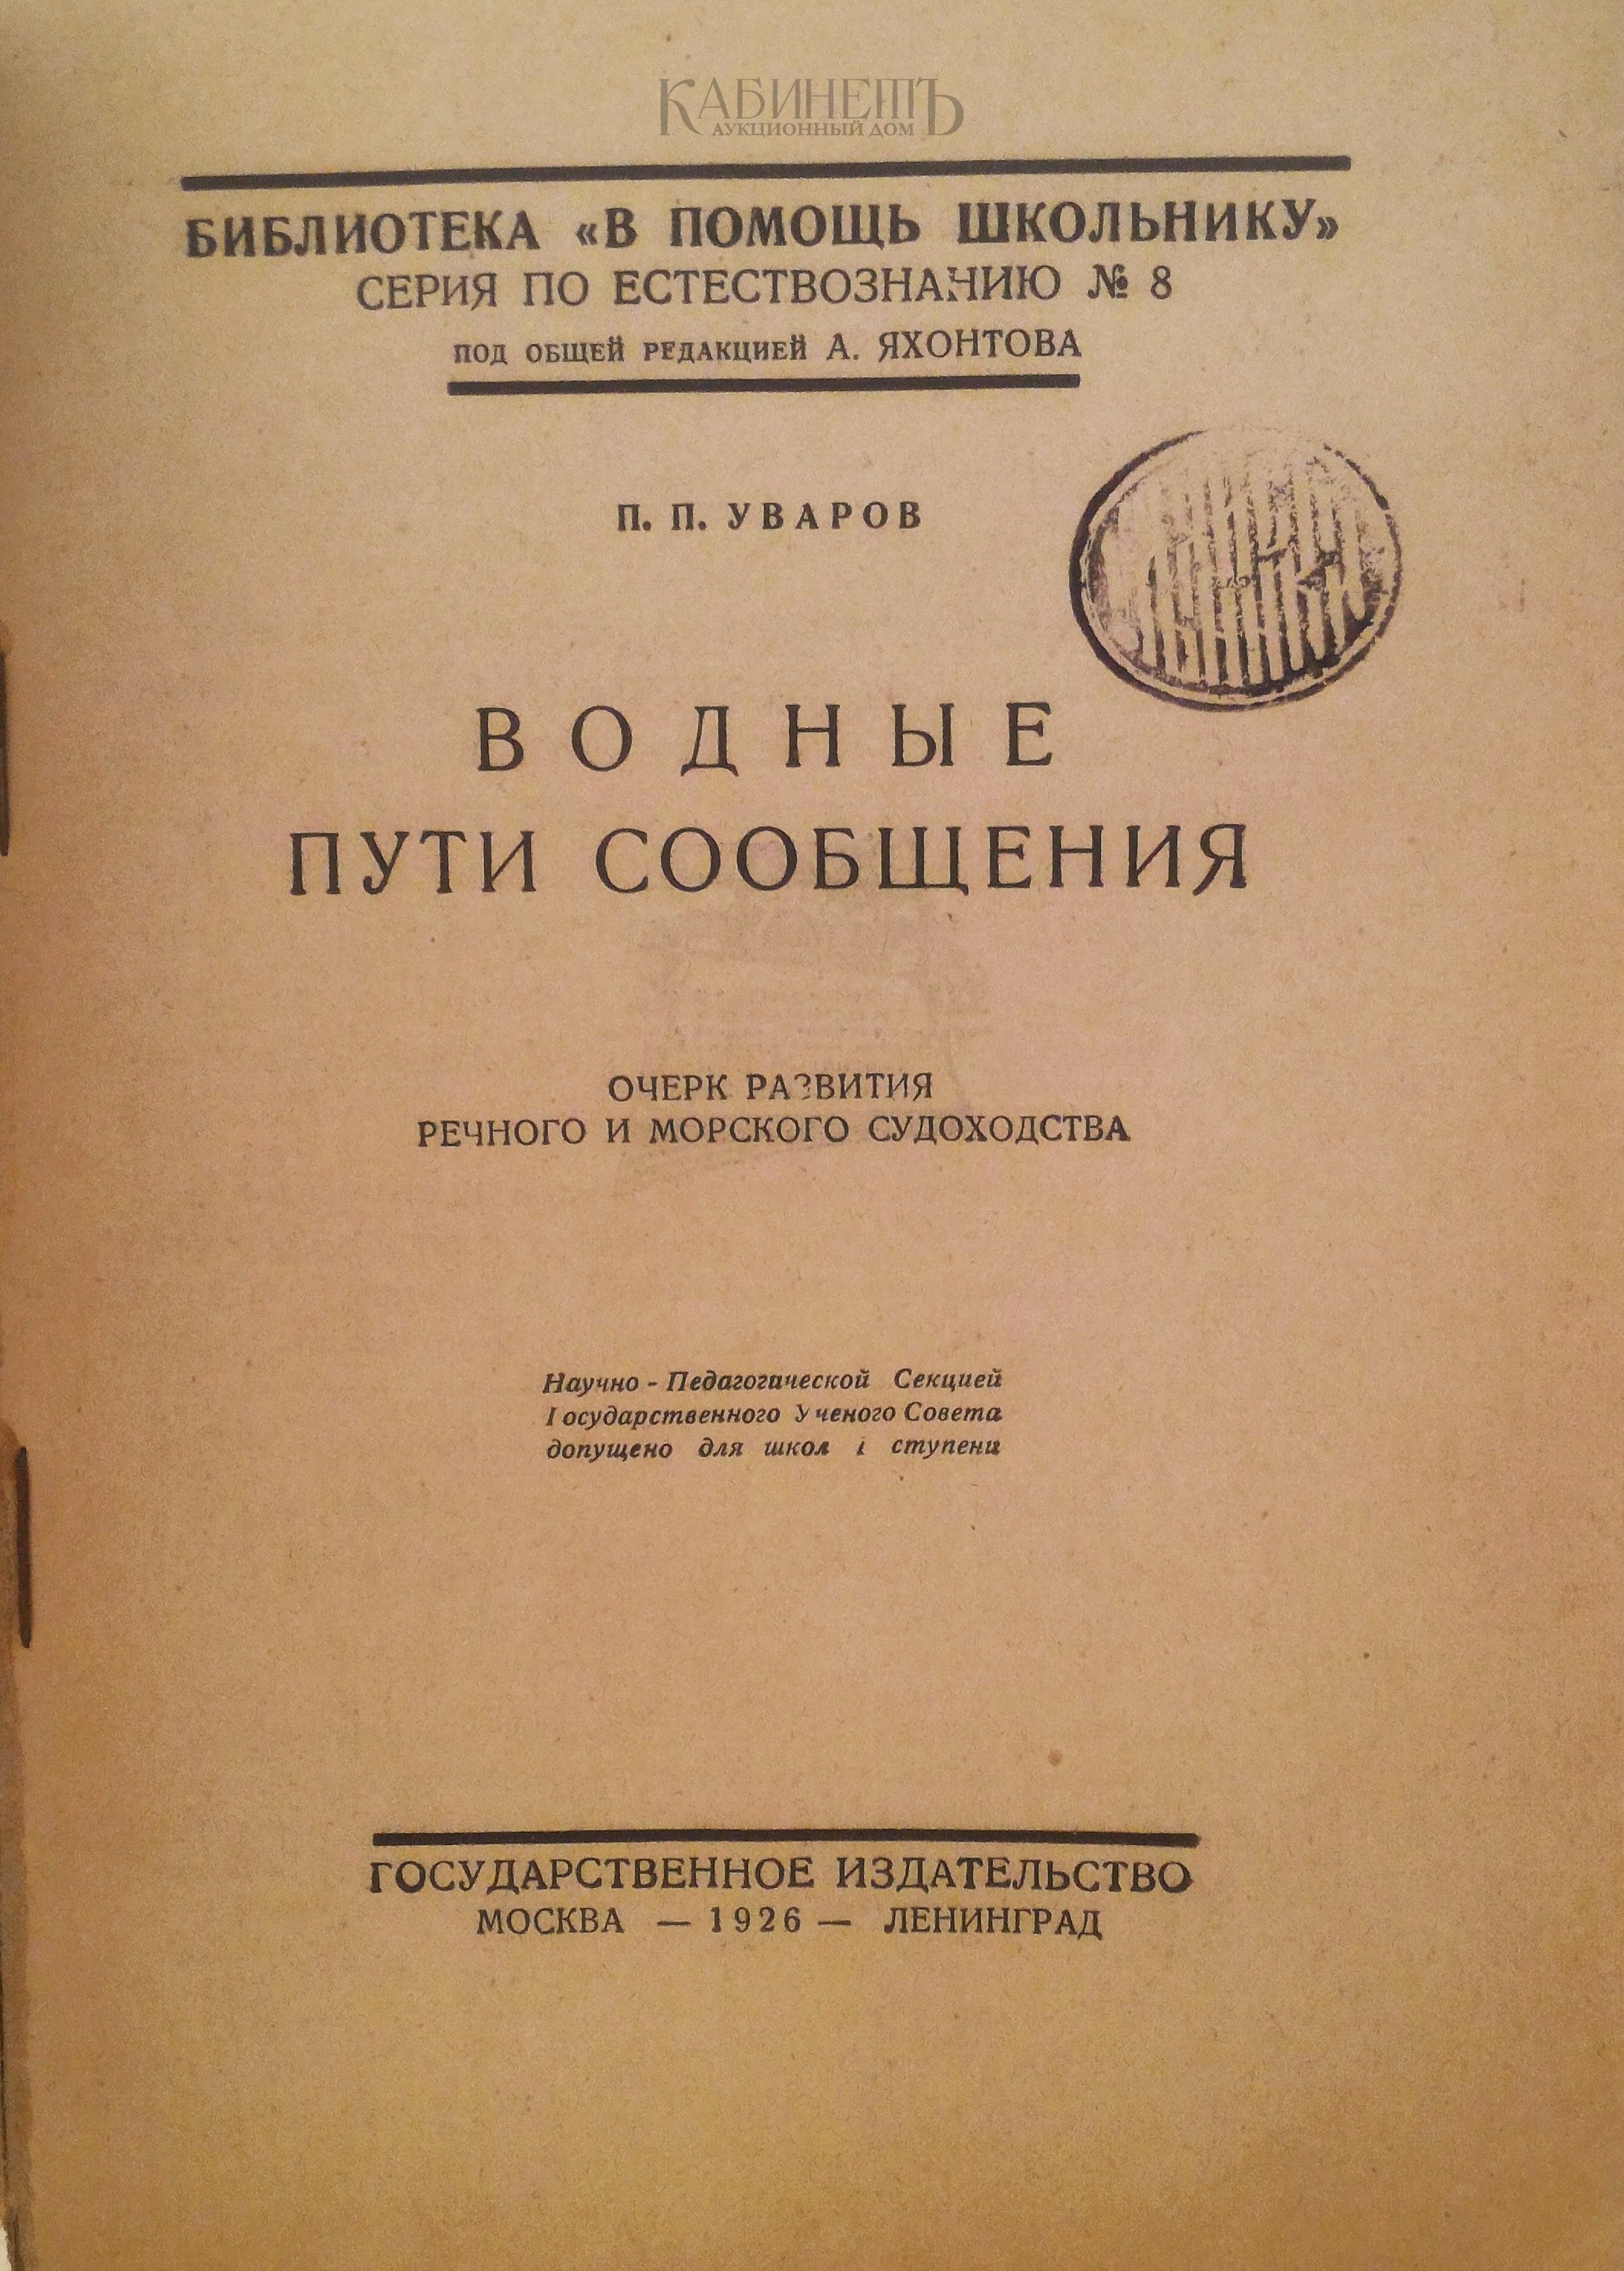 КАБИНЕТЪ
АУКЦИОННЫЙ ДОМ
БИБЛИОТЕКА «В ПОМОЩЬ ШКОЛЬНИКУ»
СЕРИЯ ПО ЕСТЕСТВОЗНАНИЮ № 8
ПОД ОБЩЕЙ РЕДАКЦИЕЙ А. ЯХОНТОВА
П. П. УВАРОВ
ВОДНЫЕ
ПУТИ СООБЩЕНИЯ
ОЧЕРК РАЗВИТИЯ
РЕЧНОГО И МОРСКОГО СУДОХОДСТВА
Научно - Педагогической Секцией
Государственного Ученого Совета
допущено для школ I ступени
ГОСУДАРСТВЕННОЕ ИЗДАТЕЛЬСТВО
МОСКВА — 1926 — ЛЕНИНГРАД